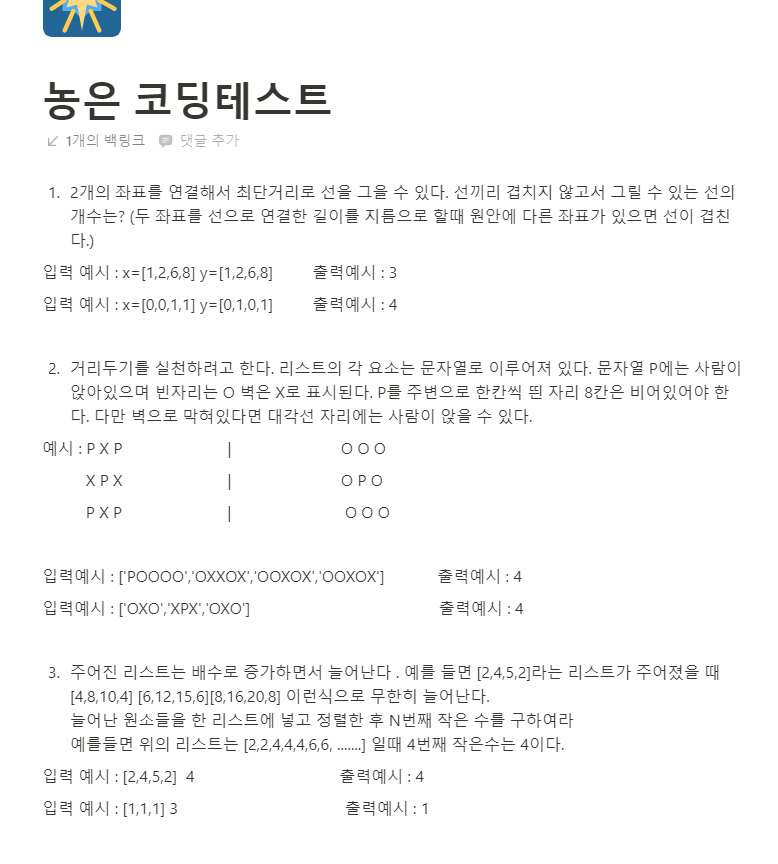 농은 코딩테스트
1개의 백링크 댓글 추가
1. 2개의 좌표를 연결해서 최단거리로 선을 그을 수 있다. 선끼리 겹치지 않고서 그릴 수 있는 선의
개수는? (두 좌표를 선으로 연결한 길이를 지름으로 할때 원안에 다른 좌표가 있으면 선이 겹친
다.)
입력 예시 : x=[1,2,6,8] y=[1,2,6,8] 출력예시 : 3
입력 예시 : x=[0,0,1,1] y=[0,1,0,1] 출력예시 : 4
2. 거리두기를 실천하려고 한다. 리스트의 각 요소는 문자열로 이루어져 있다. 문자열 P에는 사람이
앉아있으며 빈자리는 O 벽은 X로 표시된다. P를 주변으로 한칸씩 띈 자리 8칸은 비어있어야 한
다. 다만 벽으로 막혀있다면 대각선 자리에는 사람이 앉을 수 있다.
예시 : P X P | O O O
X P X | O P O
P X P | O O O
입력예시 : ['POOOO','OXXOX','OOXOX','OOXOX'] 출력예시 : 4
입력예시 : ['OXO','XPX','OXO'] 출력예시 : 4
3. 주어진 리스트는 배수로 증가하면서 늘어난다 . 예를 들면 [2,4,5,2]라는 리스트가 주어졌을 때
[4,8,10,4] [6,12,15,6][8,16,20,8] 이런식으로 무한히 늘어난다.
늘어난 원소들을 한 리스트에 넣고 정렬한 후 N번째 작은 수를 구하여라
예를들면 위의 리스트는 [2,2,4,4,4,6,6, .......] 일때 4번째 작은수는 4이다.
입력 예시 : [2,4,5,2] 4 출력예시 : 4
입력 예시 : [1,1,1] 3 출력예시 : 1